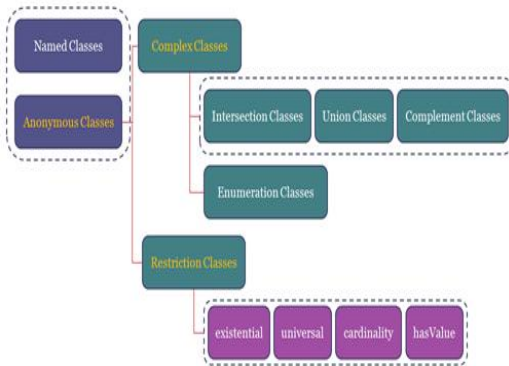 Named Classes
Complex Classes
Anonymous Classes
Intersection Classes
Union Classes
Complement Classes
Enumeration Classes
Restriction Classes
existential
universal
cardinality
hasValue